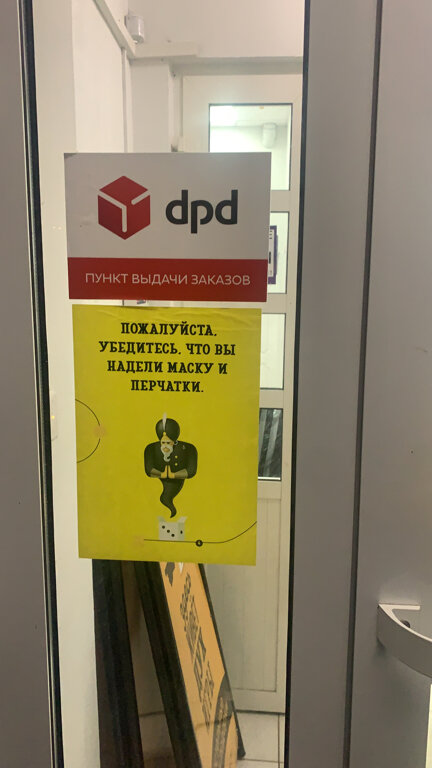 dpd
ПУНКТ ВЫДАЧИ ЗАКАЗОВ
ПОЖАЛУЙСТА,
УБЕДИТЕСЬ, ЧТО ВЫ
НАДЕЛИ МАСКУ И
ПЕРЧАТКИ.